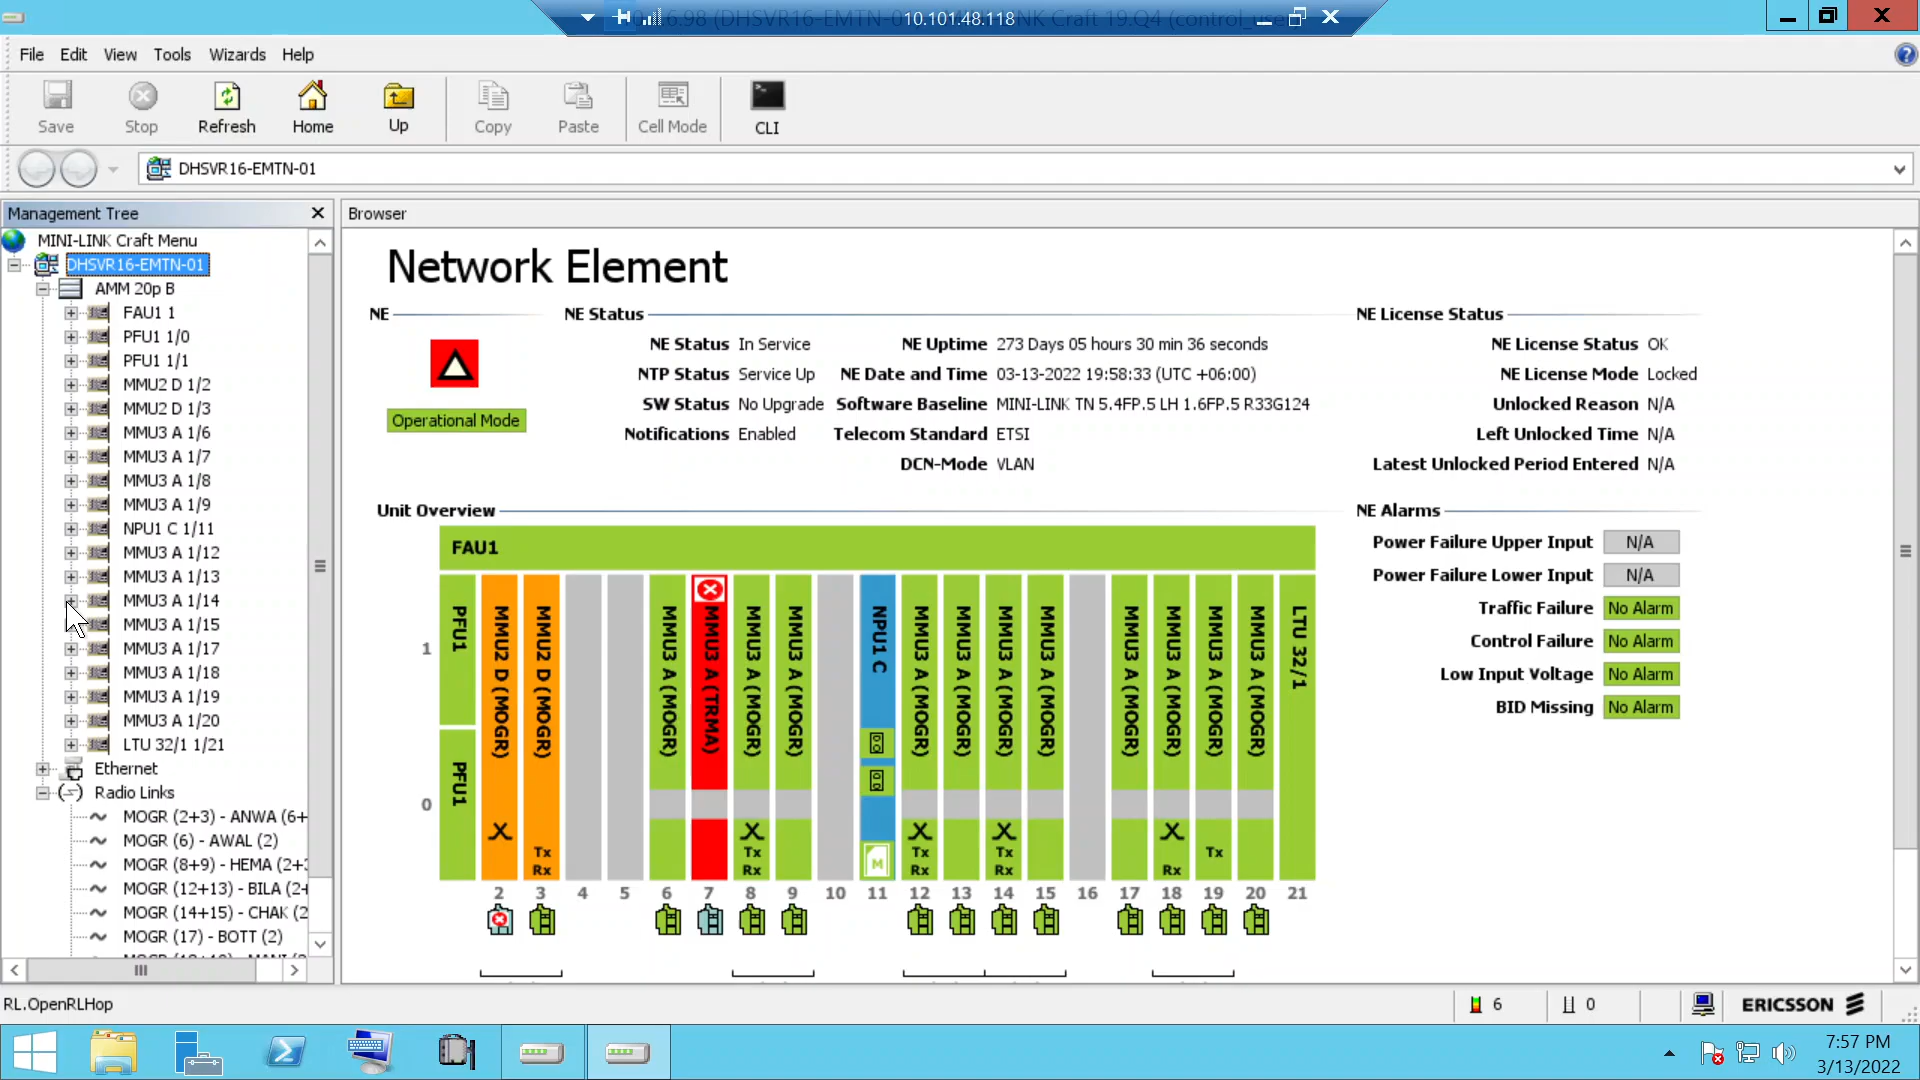 10.101.48.118
File Edit View Tools Wizards Help
Save Stop Refresh Home Up Copy Paste Cell Mode CLI
DHSVR16-EMTN-01
Management Tree
MINI-LINK Craft Menu
DHSVR16-EMTN-01
AMM 20p B
FAU1 1
PFU1 1/0
PFU1 1/1
MMU2 D 1/2
MMU2 D 1/3
MMU3 A 1/6
MMU3 A 1/7
MMU3 A 1/8
MMU3 A 1/9
NPU1 C 1/11
MMU3 A 1/12
MMU3 A 1/13
MMU3 A 1/14
MMU3 A 1/15
MMU3 A 1/17
MMU3 A 1/18
MMU3 A 1/19
MMU3 A 1/20
LTU 32/1 1/21
Ethernet
Radio Links
MOGR (2+3) - ANWA (6+
MOGR (6) - AWAL (2)
MOGR (8+9) - HEMA (2+3
MOGR (12+13) - BILA (2+
MOGR (14+15) - CHAK (2
MOGR (17) - BOTT (2)
Browser
Network Element
NE
Operational Mode
NE Status
NE Status In Service
NTP Status Service Up
SW Status No Upgrade
Notifications Enabled
NE Uptime 273 Days 05 hours 30 min 36 seconds
NE Date and Time 03-13-2022 19:58:33 (UTC +06:00)
Software Baseline MINI-LINK TN 5.4FP.5 LH 1.6FP.5 R33G124
Telecom Standard ETSI
DCN-Mode VLAN
NE License Status
NE License Status OK
NE License Mode Locked
Unlocked Reason N/A
Left Unlocked Time N/A
Latest Unlocked Period Entered N/A
Unit Overview
FAU1
1
0
PFU1
PFU1
MMU2 D (MOGR)
MMU2 D (MOGR) Tx Rx
MMU3 A (MOGR)
MMU3 A (TRMA)
MMU3 A (MOGR) Tx Rx
MMU3 A (MOGR)
NPU1 C M
MMU3 A (MOGR) Tx Rx
MMU3 A (MOGR)
MMU3 A (MOGR) Tx Rx
MMU3 A (MOGR)
MMU3 A (MOGR)
MMU3 A (MOGR) Rx
MMU3 A (MOGR) Tx
MMU3 A (MOGR)
LTU 32/1
2 3 4 5 6 7 8 9 10 11 12 13 14 15 16 17 18 19 20 21
NE Alarms
Power Failure Upper Input N/A
Power Failure Lower Input N/A
Traffic Failure No Alarm
Control Failure No Alarm
Low Input Voltage No Alarm
BID Missing No Alarm
RL.OpenRLHop
6 0 ERICSSON
7:57 PM
3/13/2022